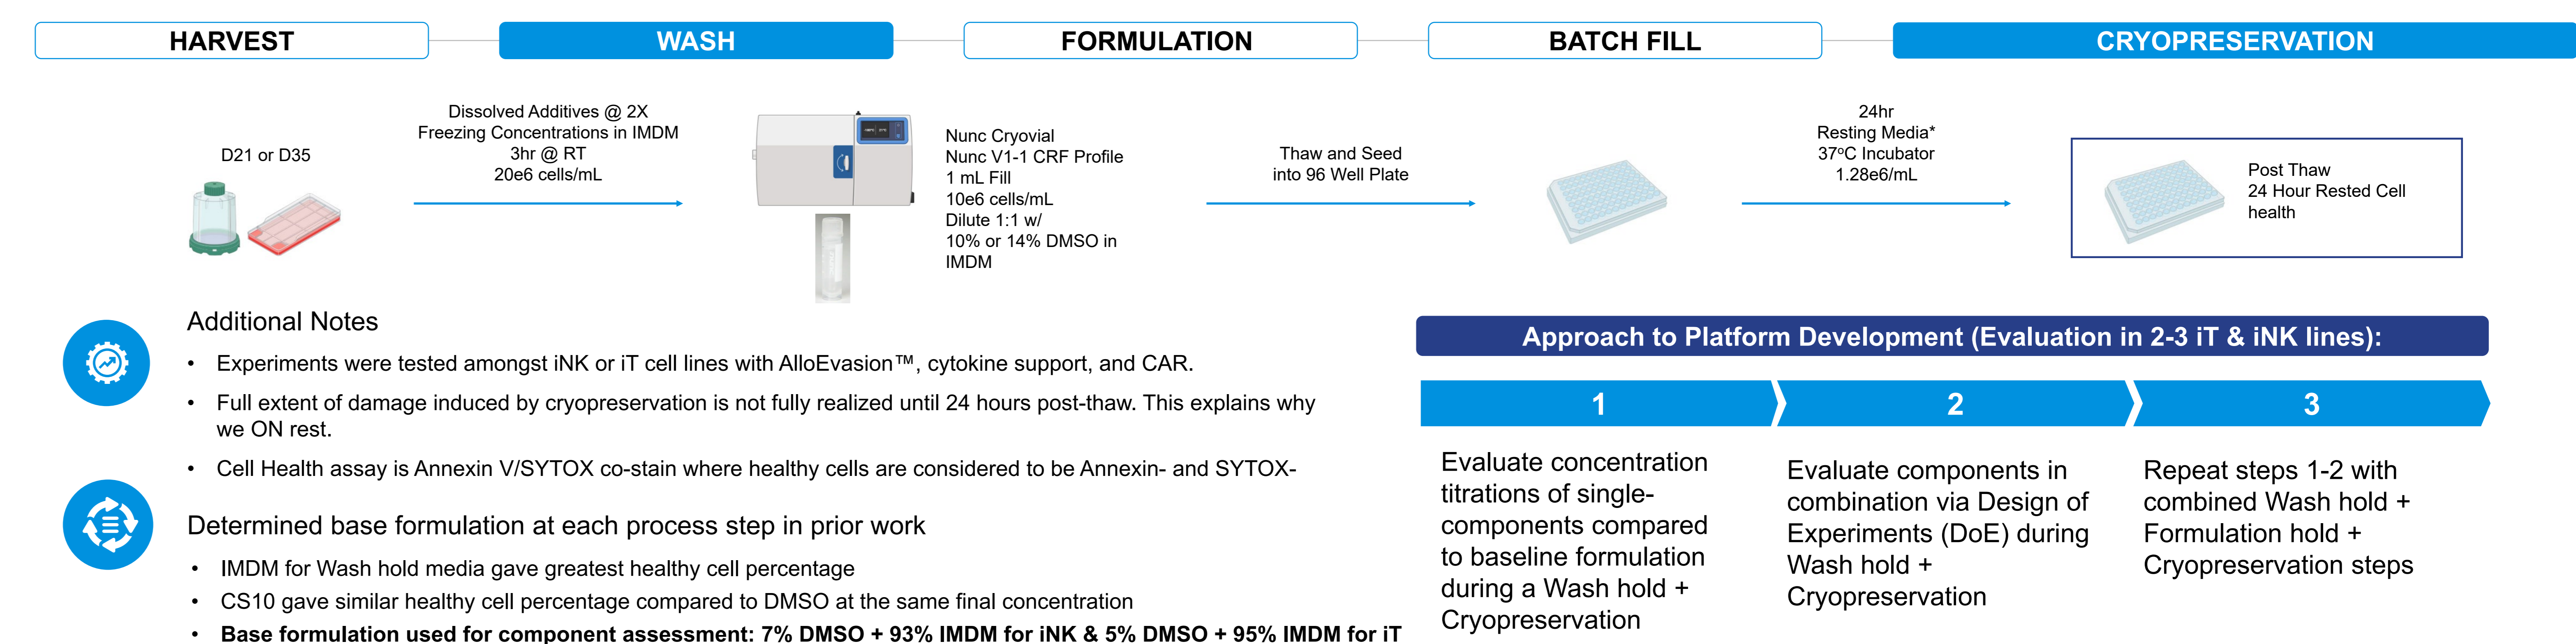 HARVEST
WASH
FORMULATION
BATCH FILL
CRYOPRESERVATION
D21 or D35
Dissolved Additives @ 2X
Freezing Concentrations in IMDM
3hr @ RT
20e6 cells/mL
Nunc Cryovial
Nunc V1-1 CRF Profile
1 mL Fill
10e6 cells/mL
Dilute 1:1 w/
10% or 14% DMSO in
IMDM
Thaw and Seed
into 96 Well Plate
24hr
Resting Media*
37ºC Incubator
1.28e6/mL
Post Thaw
24 Hour Rested Cell
health
Additional Notes
• Experiments were tested amongst iNK or iT cell lines with AlloEvasion™, cytokine support, and CAR.
• Full extent of damage induced by cryopreservation is not fully realized until 24 hours post-thaw. This explains why
we ON rest.
• Cell Health assay is Annexin V/SYTOX co-stain where healthy cells are considered to be Annexin- and SYTOX-
Determined base formulation at each process step in prior work
• IMDM for Wash hold media gave greatest healthy cell percentage
• CS10 gave similar healthy cell percentage compared to DMSO at the same final concentration
• Base formulation used for component assessment: 7% DMSO + 93% IMDM for iNK & 5% DMSO + 95% IMDM for iT
Approach to Platform Development (Evaluation in 2-3 iT & iNK lines):
1
2
3
Evaluate concentration
titrations of single-
components compared
to baseline formulation
during a Wash hold +
Cryopreservation
Evaluate components in
combination via Design of
Experiments (DoE) during
Wash hold +
Cryopreservation
Repeat steps 1-2 with
combined Wash hold +
Formulation hold +
Cryopreservation steps